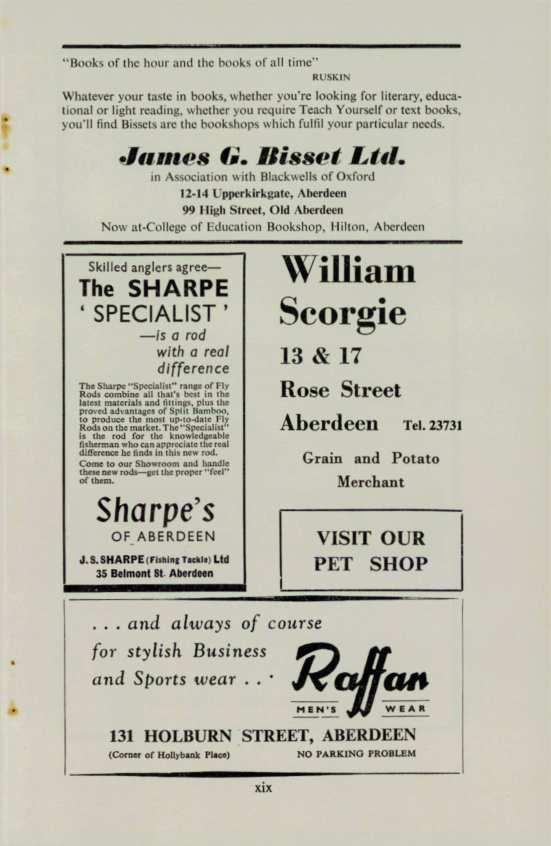 "Books of the hour and the books of all time"
RUSKIN
Whatever your taste in books, whether you're looking for literary, educa-
tional or light reading, whether you require Teach Yourself or text books,
you'll find Bissets are the bookshops which fulfil your particular needs.
James G. Bisset Ltd.
in Association with Blackwells of Oxford
12-14 Upperkirkgate, Aberdeen
99 High Street, Old Aberdeen
Now at-College of Education Bookshop, Hilton, Aberdeen
Skilled anglers agree—
The SHARPE
' SPECIALIST '
—is a rod
with a real
difference
The Sharpe "Specialist" range of Fly
Rods combine all that's best in the
latest materials and fittings, plus the
proved advantages of Split Bamboo,
to produce the most up-to-date Fly
Rods on the market. The "Specialist"
is the rod for the knowledgeable
fisherman who can appreciate the real
difference he finds in this new rod.
Come to our Showroom and handle
these new rods—get the proper "feel"
of them.
Sharpe's
OF ABERDEEN
J. S. SHARPE (Fishing Tackle) Ltd
35 Belmont St. Aberdeen
William
Scorgie
13 & 17
Rose Street
Aberdeen Tel. 23731
Grain and Potato
Merchant
VISIT OUR
PET SHOP
. . . and always of course
for stylish Business
and Sports wear . . .
Raffan
MEN'S WEAR
131 HOLBURN STREET, ABERDEEN
(Corner of Hollybank Place) NO PARKING PROBLEM
xix